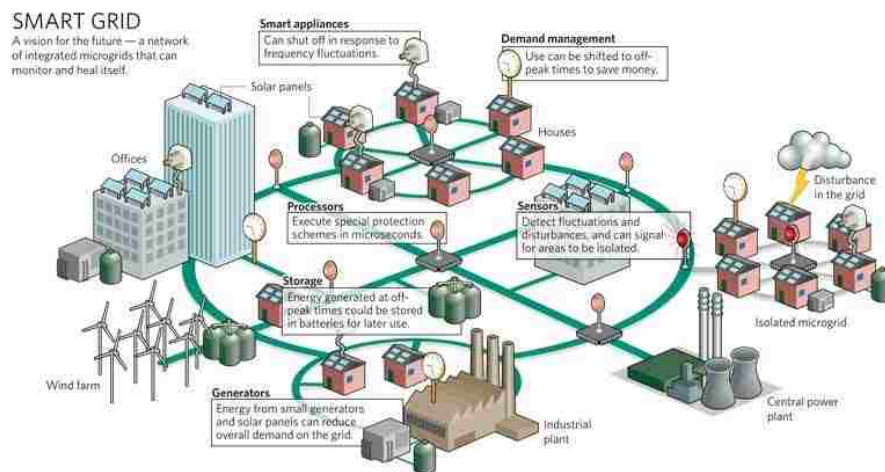 SMART GRID
A vision for the future — a network
of integrated microgrids that can
monitor and heal itself.
Smart appliances
Can shut off in response to
frequency fluctuations.
Demand management
Use can be shifted to off-
peak times to save money.
Solar panels
Houses
Offices
Disturbance
in the grid
Processors
Execute special protection
schemes in microseconds.
Sensors
Detect fluctuations and
disturbances, and can signal
for areas to be isolated.
Storage
Energy generated at off-
peak times could be stored
in batteries for later use.
Isolated microgrid
Wind farm
Generators
Energy from small generators
and solar panels can reduce
overall demand on the grid.
Industrial
plant
Central power
plant